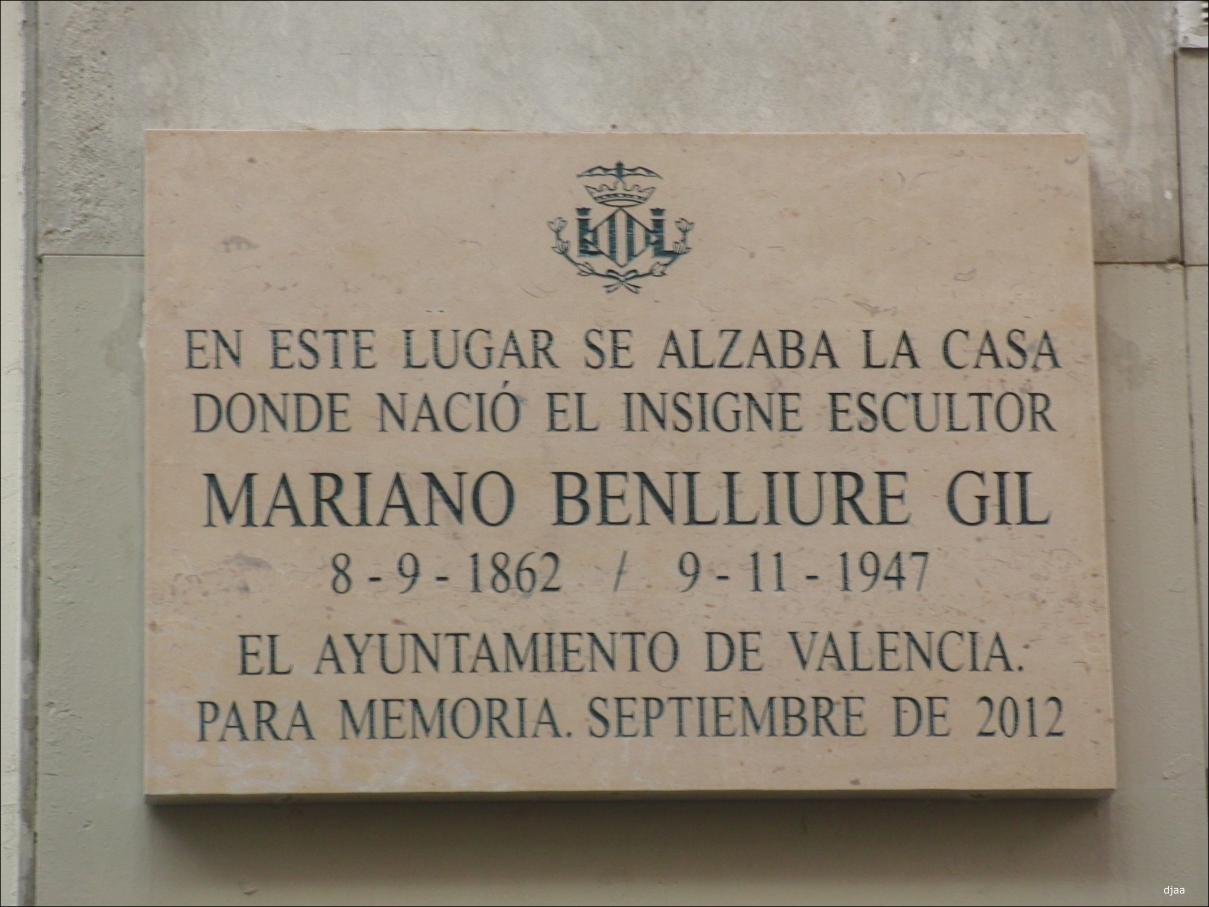 EN ESTE LUGAR SE ALZABA LA CASA
DONDE NACIÓ EL INSIGNE ESCULTOR
MARIANO BENLLIURE GIL
8 - 9 - 1862 / 9 - 11 - 1947
EL AYUNTAMIENTO DE VALENCIA.
PARA MEMORIA. SEPTIEMBRE DE 2012
djaa